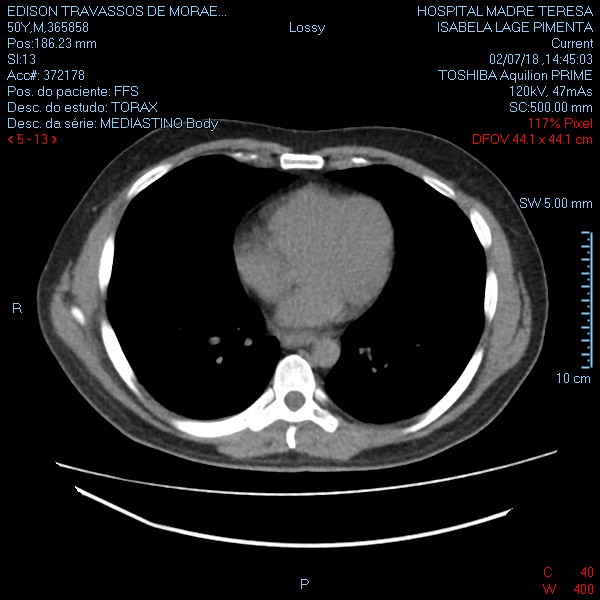 EDISON TRAVASSOS DE MORAE...
50Y,M,365858
Pos:186.23 mm
SI:13
Acc#: 372178
Pos. do paciente: FFS
Desc. do estudo: TORAX
Desc. da série: MEDIASTINO Body
< 5 - 13 >
Lossy
HOSPITAL MADRE TERESA
ISABELA LAGE PIMENTA
Current
02/07/18 ,14:45:03
TOSHIBA Aquilion PRIME
120kV, 47mAs
SC:500.00 mm
117% Pixel
DFOV 44.1 x 44.1 cm
SW 5.00 mm
R
10 cm
P
C 40
W 400